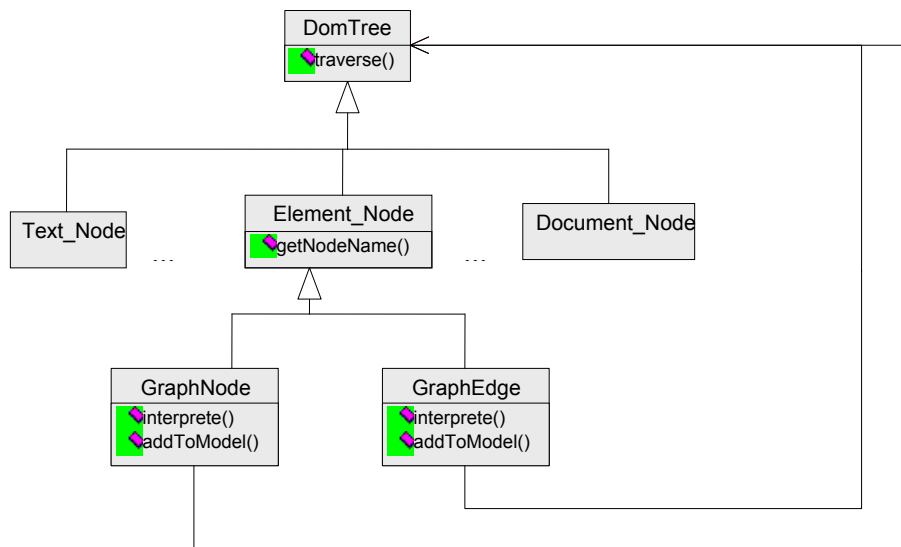 DomTree
traverse()
Text_Node
...
Element_Node
getNodeName()
...
Document_Node
GraphNode
interprete()
addToModel()
GraphEdge
interprete()
addToModel()